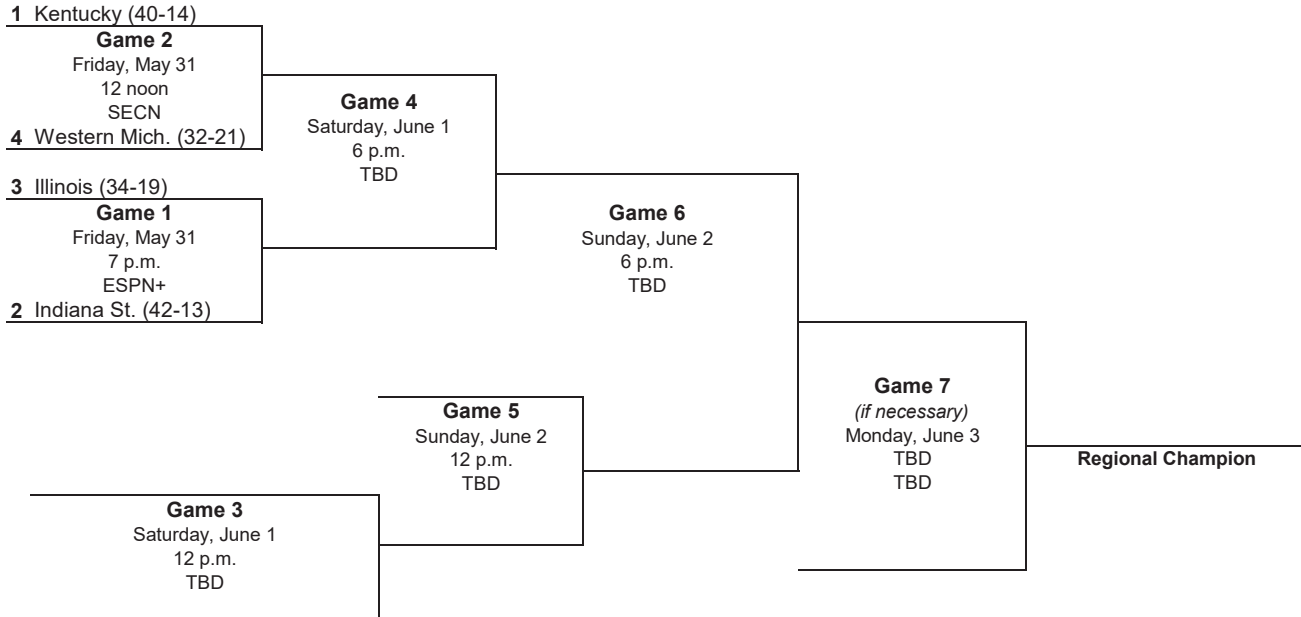 1 Kentucky (40-14)
Game 2
Friday, May 31
12 noon
SECN
4 Western Mich. (32-21)
3 Illinois (34-19)
Game 1
Friday, May 31
7 p.m.
ESPN+
2 Indiana St. (42-13)
Game 4
Saturday, June 1
6 p.m.
TBD
Game 6
Sunday, June 2
6 p.m.
TBD
Game 5
Sunday, June 2
12 p.m.
TBD
Game 3
Saturday, June 1
12 p.m.
TBD
Game 7
(if necessary)
Monday, June 3
TBD
TBD
Regional Champion